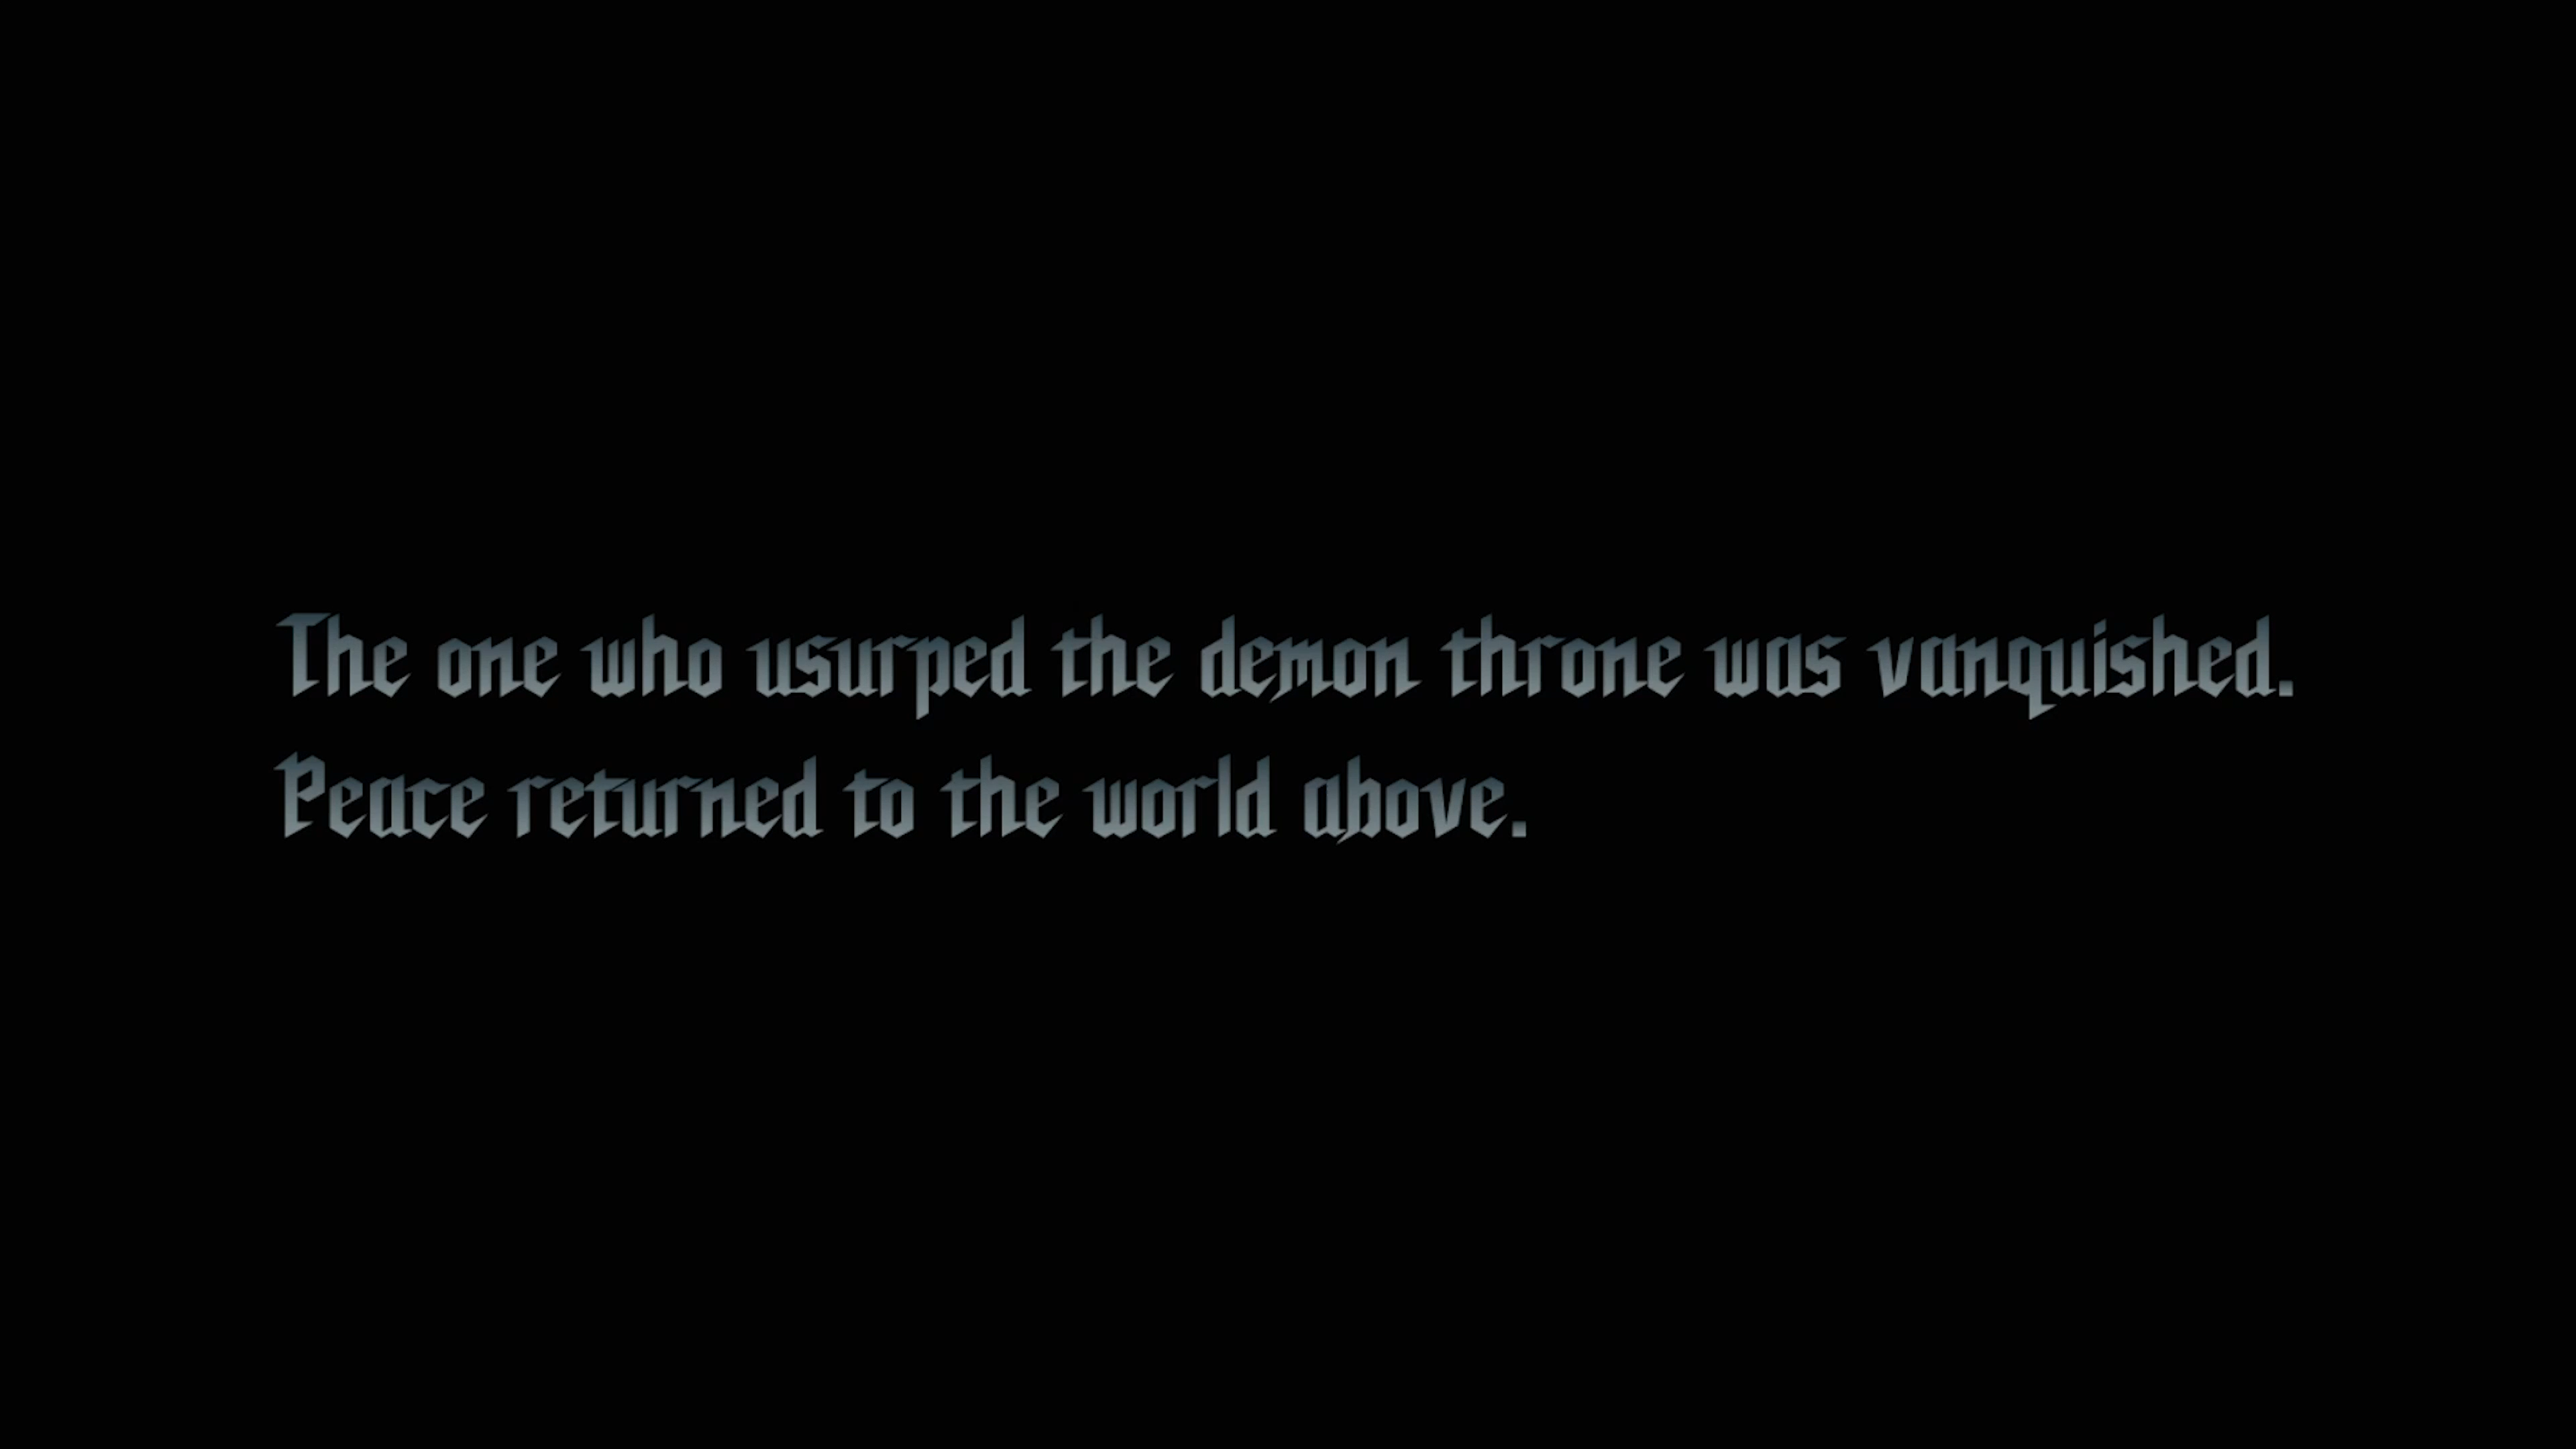 The one who usurped the demon throne was vanquished.
Peace returned to the world above.